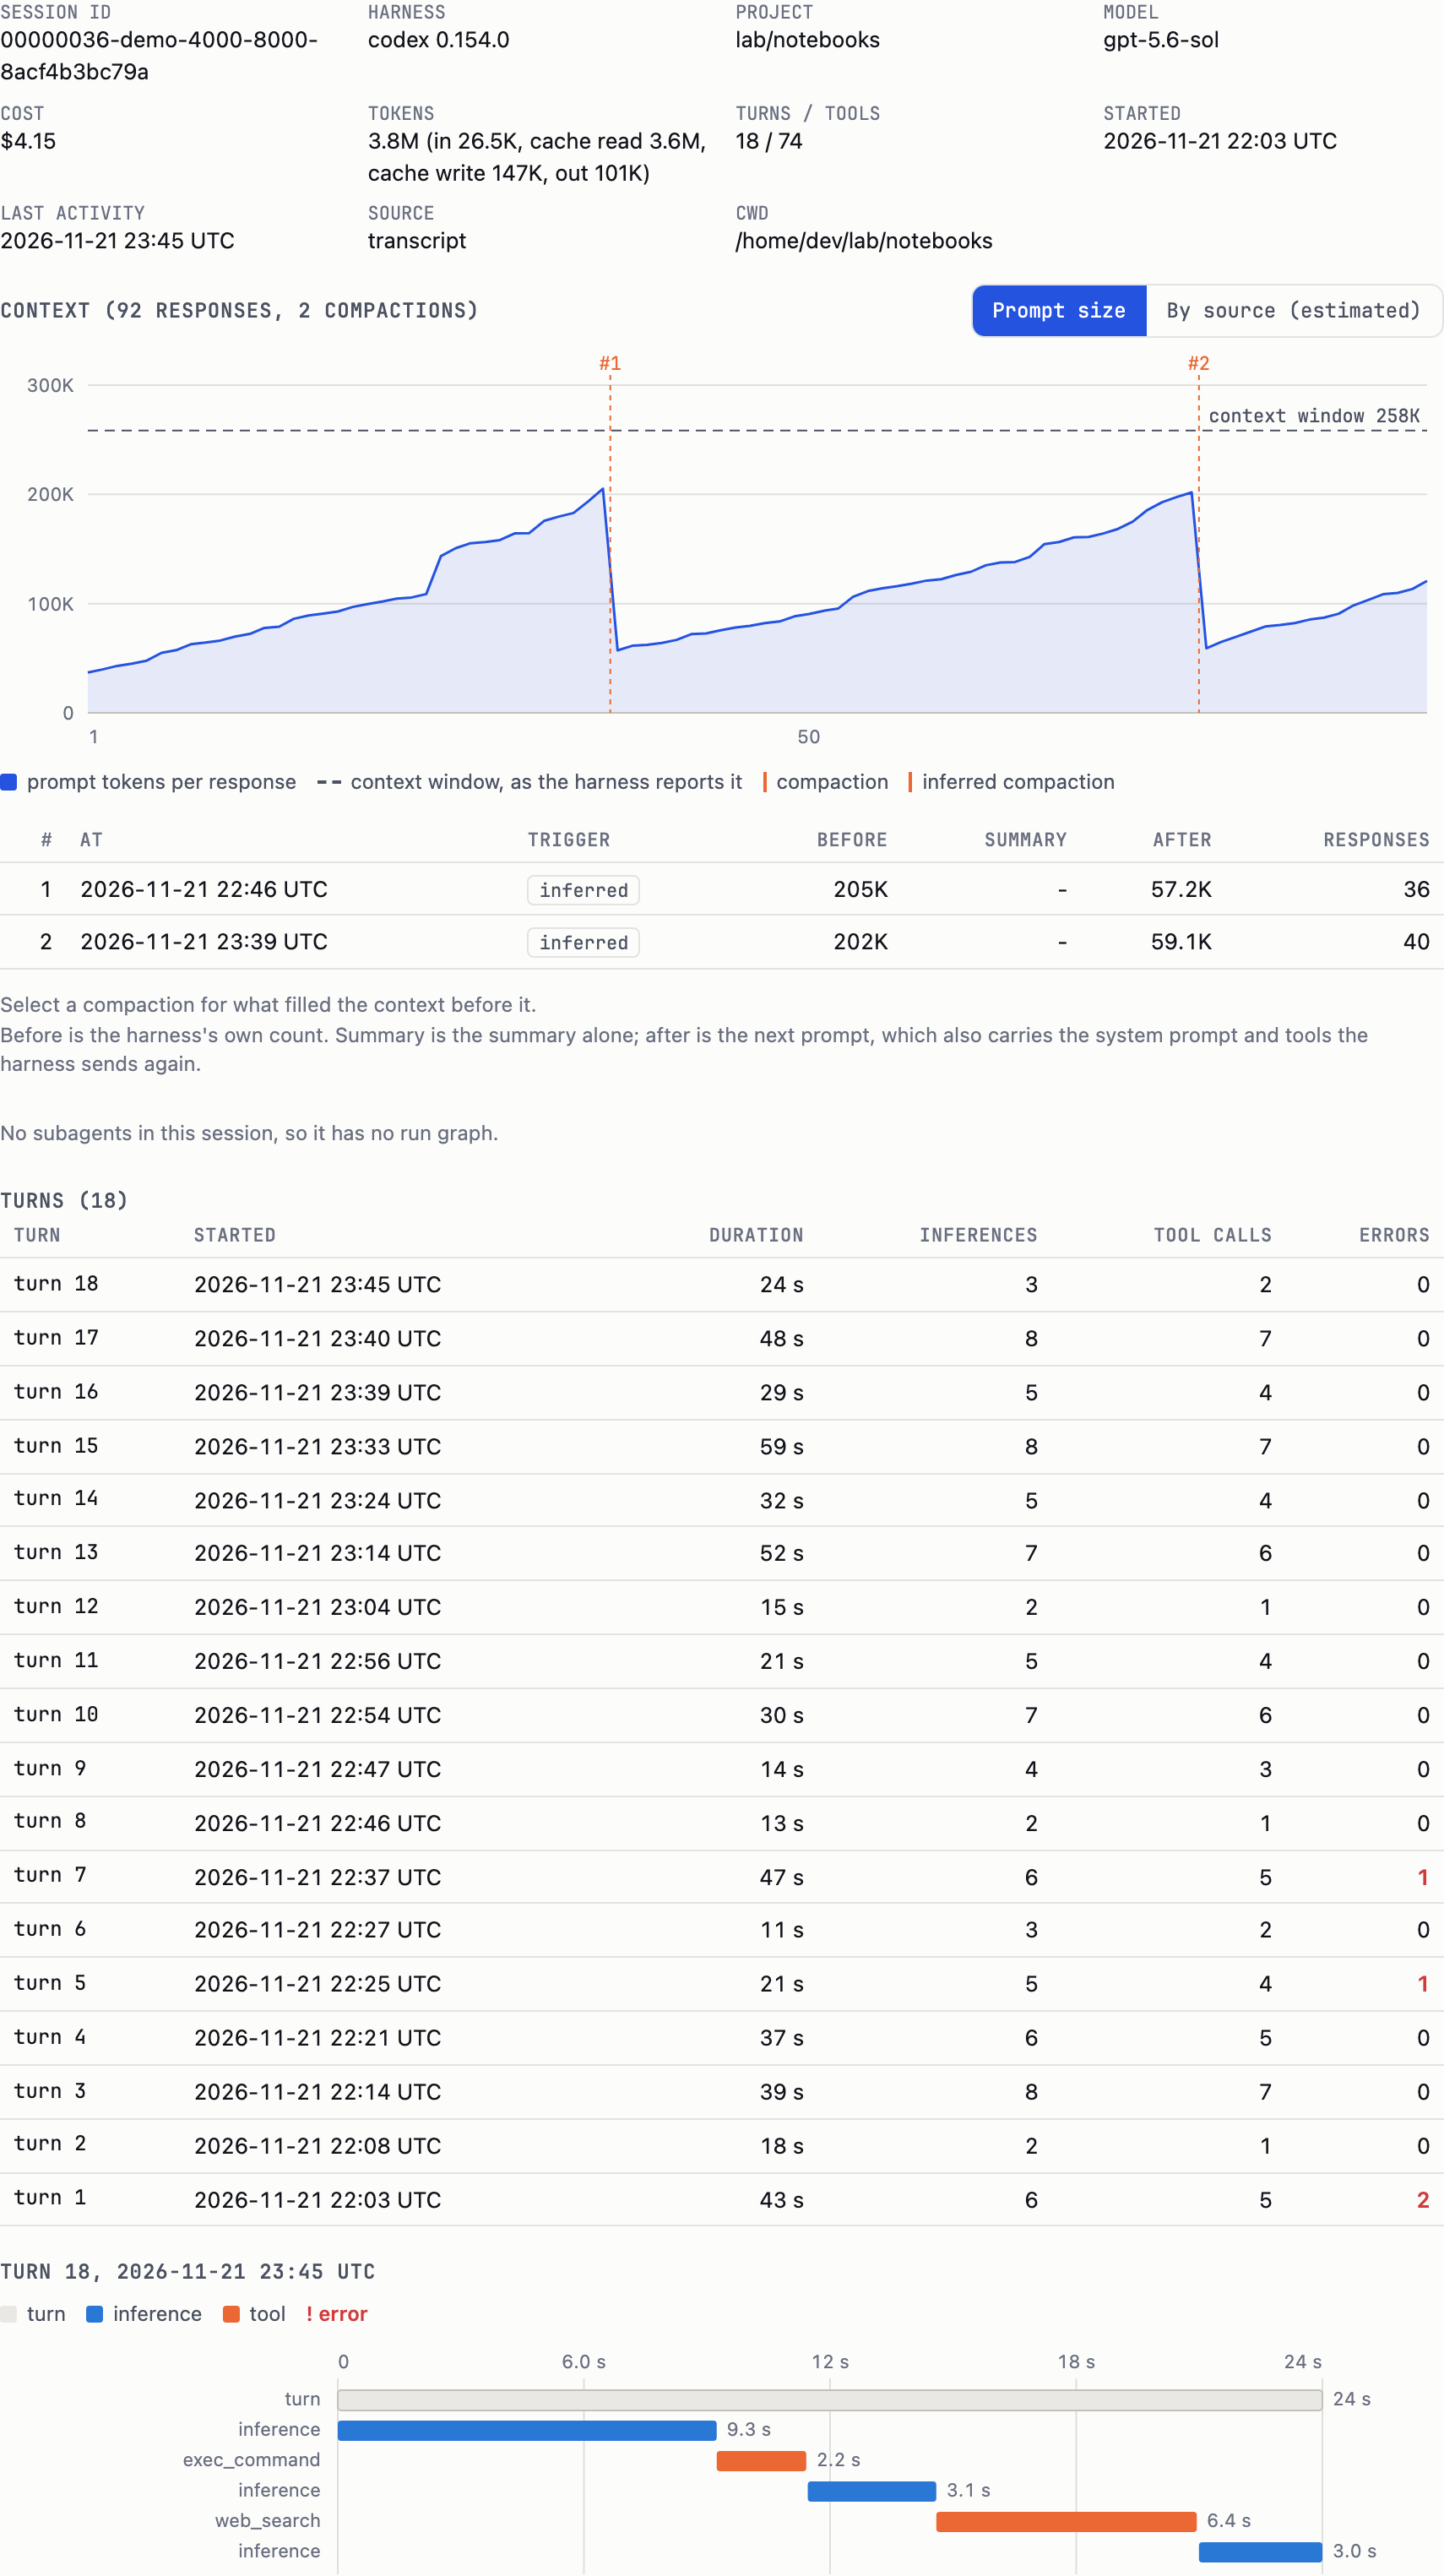 SESSION ID HARNESS PROJECT MODEL
00000036-demo-4000-8000-8acf4b3bc79a codex 0.154.0 lab/notebooks gpt-5.6-sol
COST TOKENS TURNS / TOOLS STARTED
$4.15 3.8M (in 26.5K, cache read 3.6M, cache write 147K, out 101K) 18 / 74 2026-11-21 22:03 UTC
LAST ACTIVITY SOURCE CWD
2026-11-21 23:45 UTC transcript /home/dev/lab/notebooks
CONTEXT (92 RESPONSES, 2 COMPACTIONS) Prompt size By source (estimated)
#1 #2
300K
context window 258K
200K
100K
0
1 50
prompt tokens per response context window, as the harness reports it compaction inferred compaction
# AT TRIGGER BEFORE SUMMARY AFTER RESPONSES
1 2026-11-21 22:46 UTC inferred 205K - 57.2K 36
2 2026-11-21 23:39 UTC inferred 202K - 59.1K 40
Select a compaction for what filled the context before it.
Before is the harness's own count. Summary is the summary alone; after is the next prompt, which also carries the system prompt and tools the
harness sends again.
No subagents in this session, so it has no run graph.
TURNS (18)
TURN STARTED DURATION INFERENCES TOOL CALLS ERRORS
turn 18 2026-11-21 23:45 UTC 24 s 3 2 0
turn 17 2026-11-21 23:40 UTC 48 s 8 7 0
turn 16 2026-11-21 23:39 UTC 29 s 5 4 0
turn 15 2026-11-21 23:33 UTC 59 s 8 7 0
turn 14 2026-11-21 23:24 UTC 32 s 5 4 0
turn 13 2026-11-21 23:14 UTC 52 s 7 6 0
turn 12 2026-11-21 23:04 UTC 15 s 2 1 0
turn 11 2026-11-21 22:56 UTC 21 s 5 4 0
turn 10 2026-11-21 22:54 UTC 30 s 7 6 0
turn 9 2026-11-21 22:47 UTC 14 s 4 3 0
turn 8 2026-11-21 22:46 UTC 13 s 2 1 0
turn 7 2026-11-21 22:37 UTC 47 s 6 5 1
turn 6 2026-11-21 22:27 UTC 11 s 3 2 0
turn 5 2026-11-21 22:25 UTC 21 s 5 4 1
turn 4 2026-11-21 22:21 UTC 37 s 6 5 0
turn 3 2026-11-21 22:14 UTC 39 s 8 7 0
turn 2 2026-11-21 22:08 UTC 18 s 2 1 0
turn 1 2026-11-21 22:03 UTC 43 s 6 5 2
TURN 18, 2026-11-21 23:45 UTC
turn inference tool ! error
0 6.0 s 12 s 18 s 24 s
turn 24 s
inference 9.3 s
exec_command 2.2 s
inference 3.1 s
web_search 6.4 s
inference 3.0 s